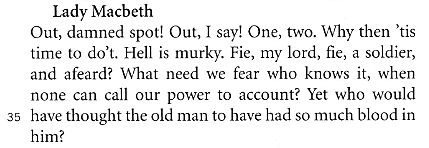 Lady Macbeth
Out, damned spot! Out, I say! One, two. Why then ’tis
time to do’t. Hell is murky. Fie, my lord, fie, a soldier,
and afeard? What need we fear who knows it, when
none can call our power to account? Yet who would
35 have thought the old man to have had so much blood in
him?